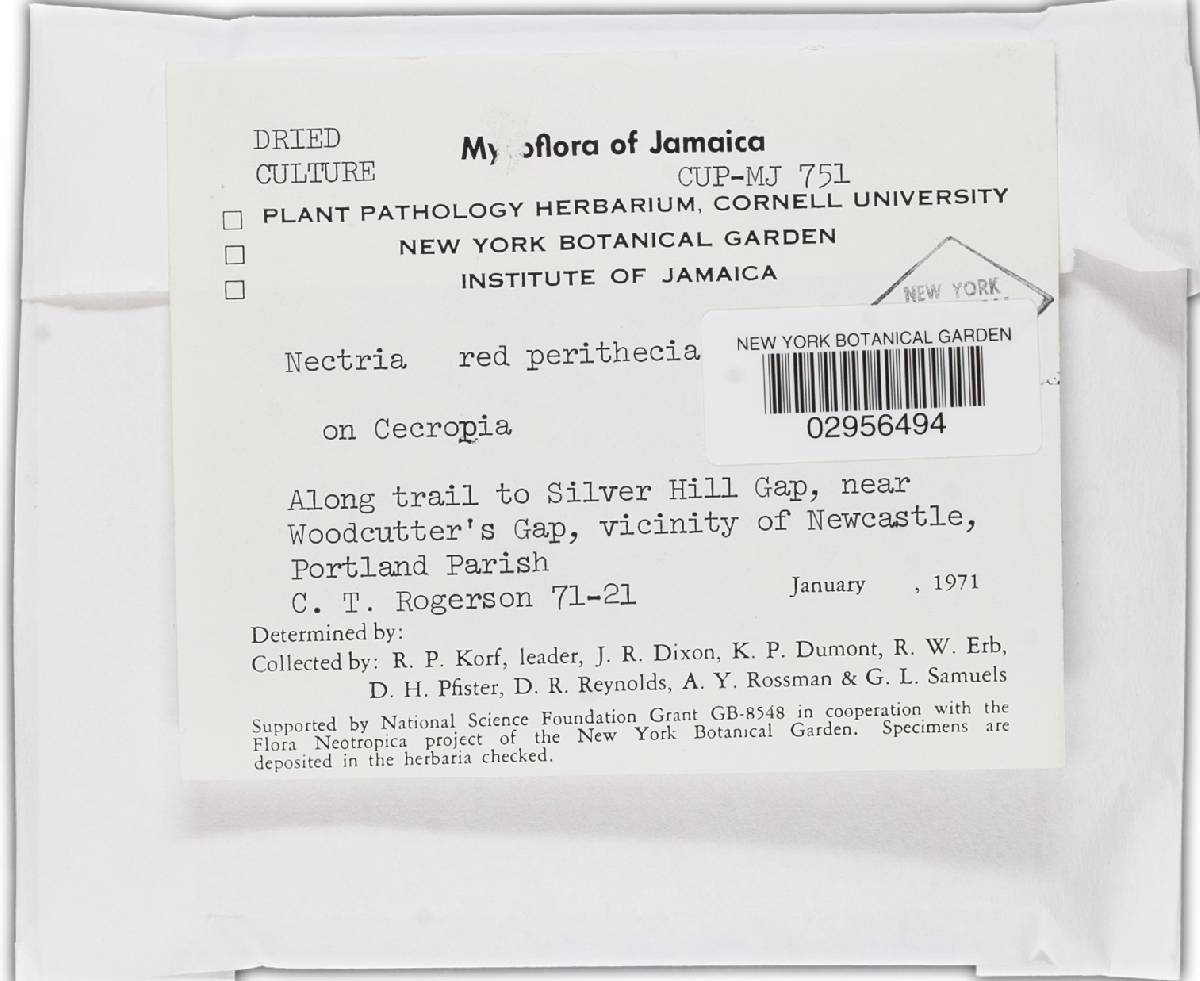 DRIED
CULTURE
of Jamaica
CUP-MJ 751
PLANT PATHOLOGY HERBARIUM, CORNELL UNIVERSITY
NEW YORK BOTANICAL GARDEN
INSTITUTE OF JAMAICA
NEW YORK
Nectria red perithecia
NEW YORK BOTANICAL GARDEN
02956494
on Cecropia
Along trail to Silver Hill Gap, near
Woodcutter's Gap, vicinity of Newcastle,
Portland Parish
C. T. Rogerson 71-21 January , 1971
Determined by:
Collected by: R. P. Korf, leader, J. R. Dixon, K. P. Dumont, R. W. Erb,
D. H. Pfister, D. R. Reynolds, A. Y. Rossman & G. L. Samuels
Supported by National Science Foundation Grant GB-8548 in cooperation with the
Flora Neotropica project of the New York Botanical Garden. Specimens are
deposited in the herbaria checked.